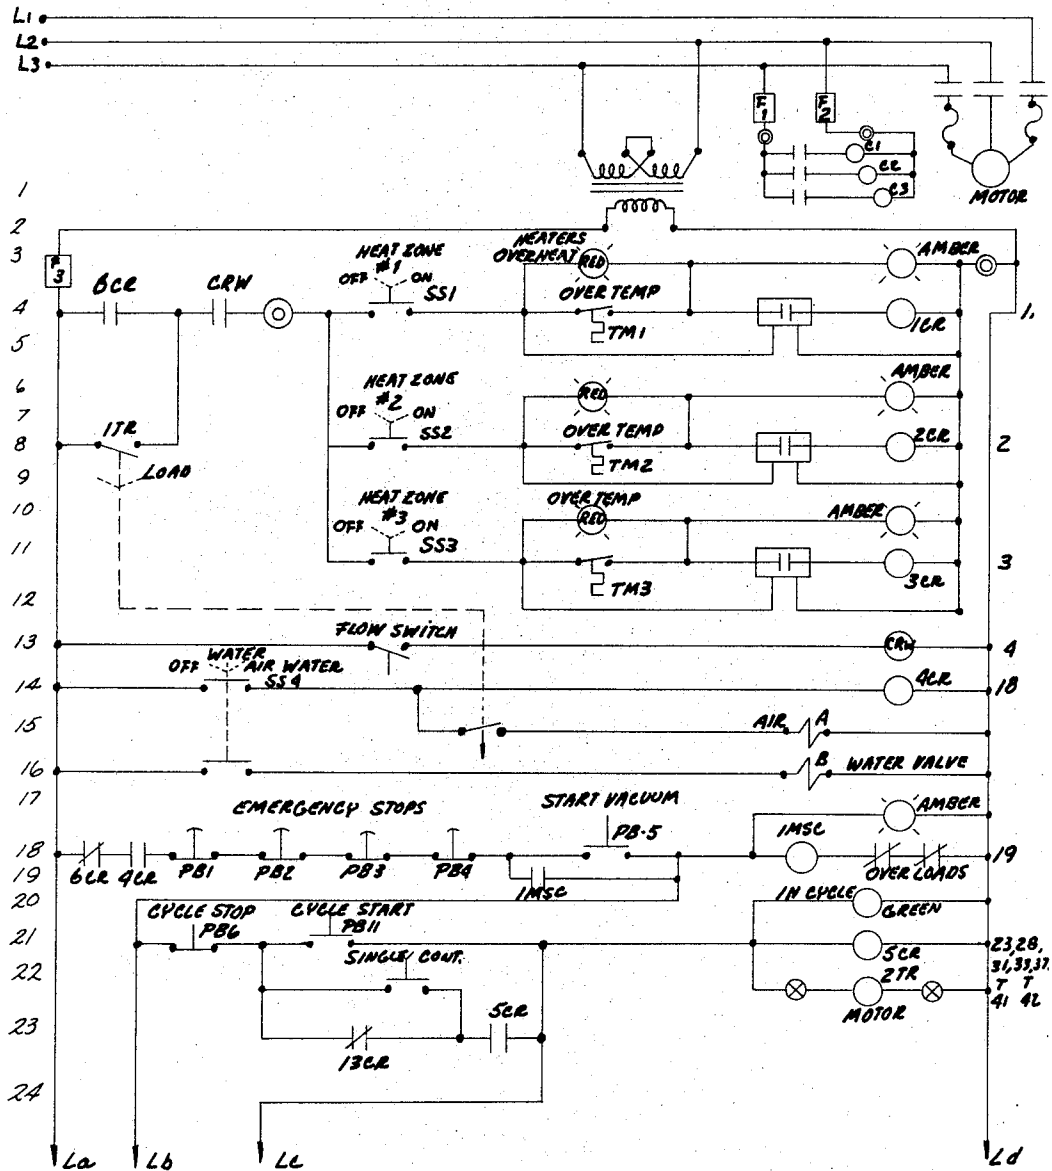 L1
L2
L3
F1
F2
C1
C2
C3
MOTOR
1
2
3
F3
HEATERS
OVERHEAT
RED
AMBER
HEAT ZONE
#1
OFF ON
SS1
6CR
CRW
4
OVER TEMP
TM1
1CR
1,
5
6
HEAT ZONE
#2
OFF ON
SS2
RED
AMBER
7
8
1TR
OVER TEMP
TM2
2CR
2
9
LOAD
10
HEAT ZONE
#3
OFF ON
SS3
OVER TEMP
RED
AMBER
11
TM3
3CR
3
12
13
FLOW SWITCH
CRW
4
OFF WATER AIR WATER
SS4
14
4CR
18
15
AIR A
16
B WATER VALVE
17
EMERGENCY STOPS
START VACUUM
PB-5
AMBER
1MSC
18
6CR 4CR PB1 PB2 PB3 PB4
OVER LOADS
19
19
1MSC
20
IN CYCLE
GREEN
CYCLE STOP
PB6
CYCLE START
PB11
21
5CR
23,28,
31,33,37,
T T
41 42
22
SINGLE/CONT.
2TR
MOTOR
23
13CR
5CR
24
La
Lb
Lc
Ld